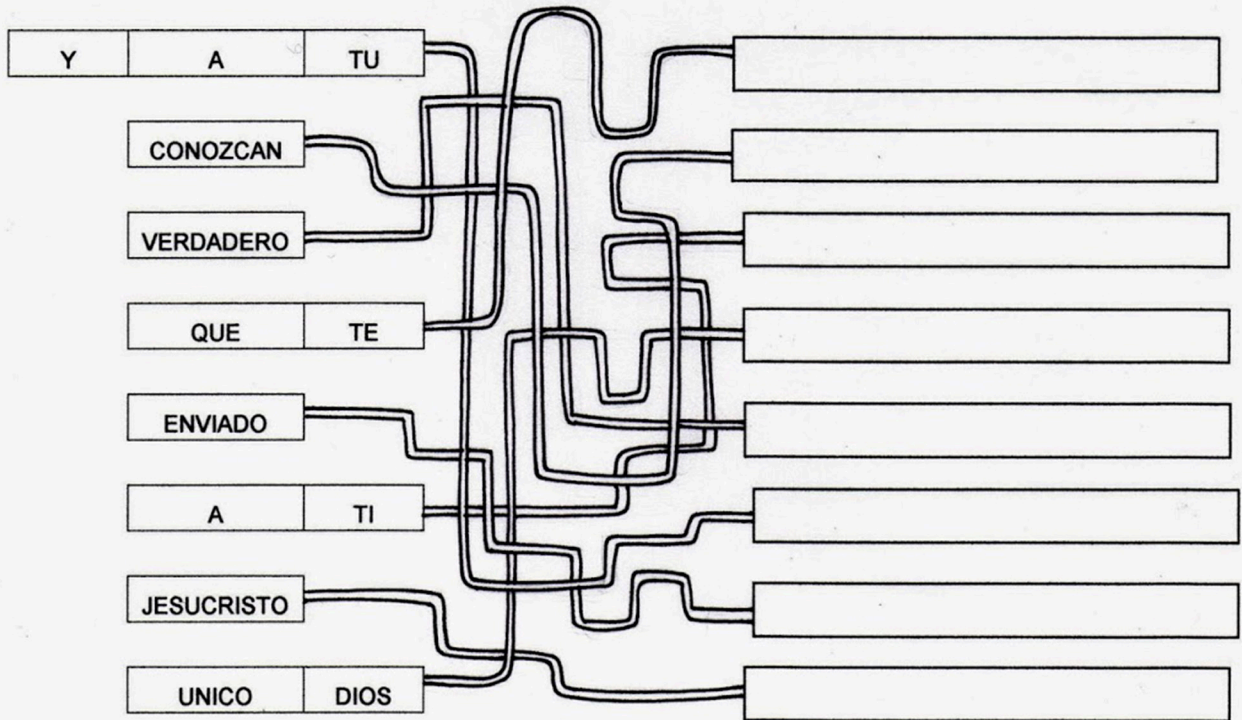 Y A TU
CONOZCAN
VERDADERO
QUE TE
ENVIADO
A TI
JESUCRISTO
UNICO DIOS